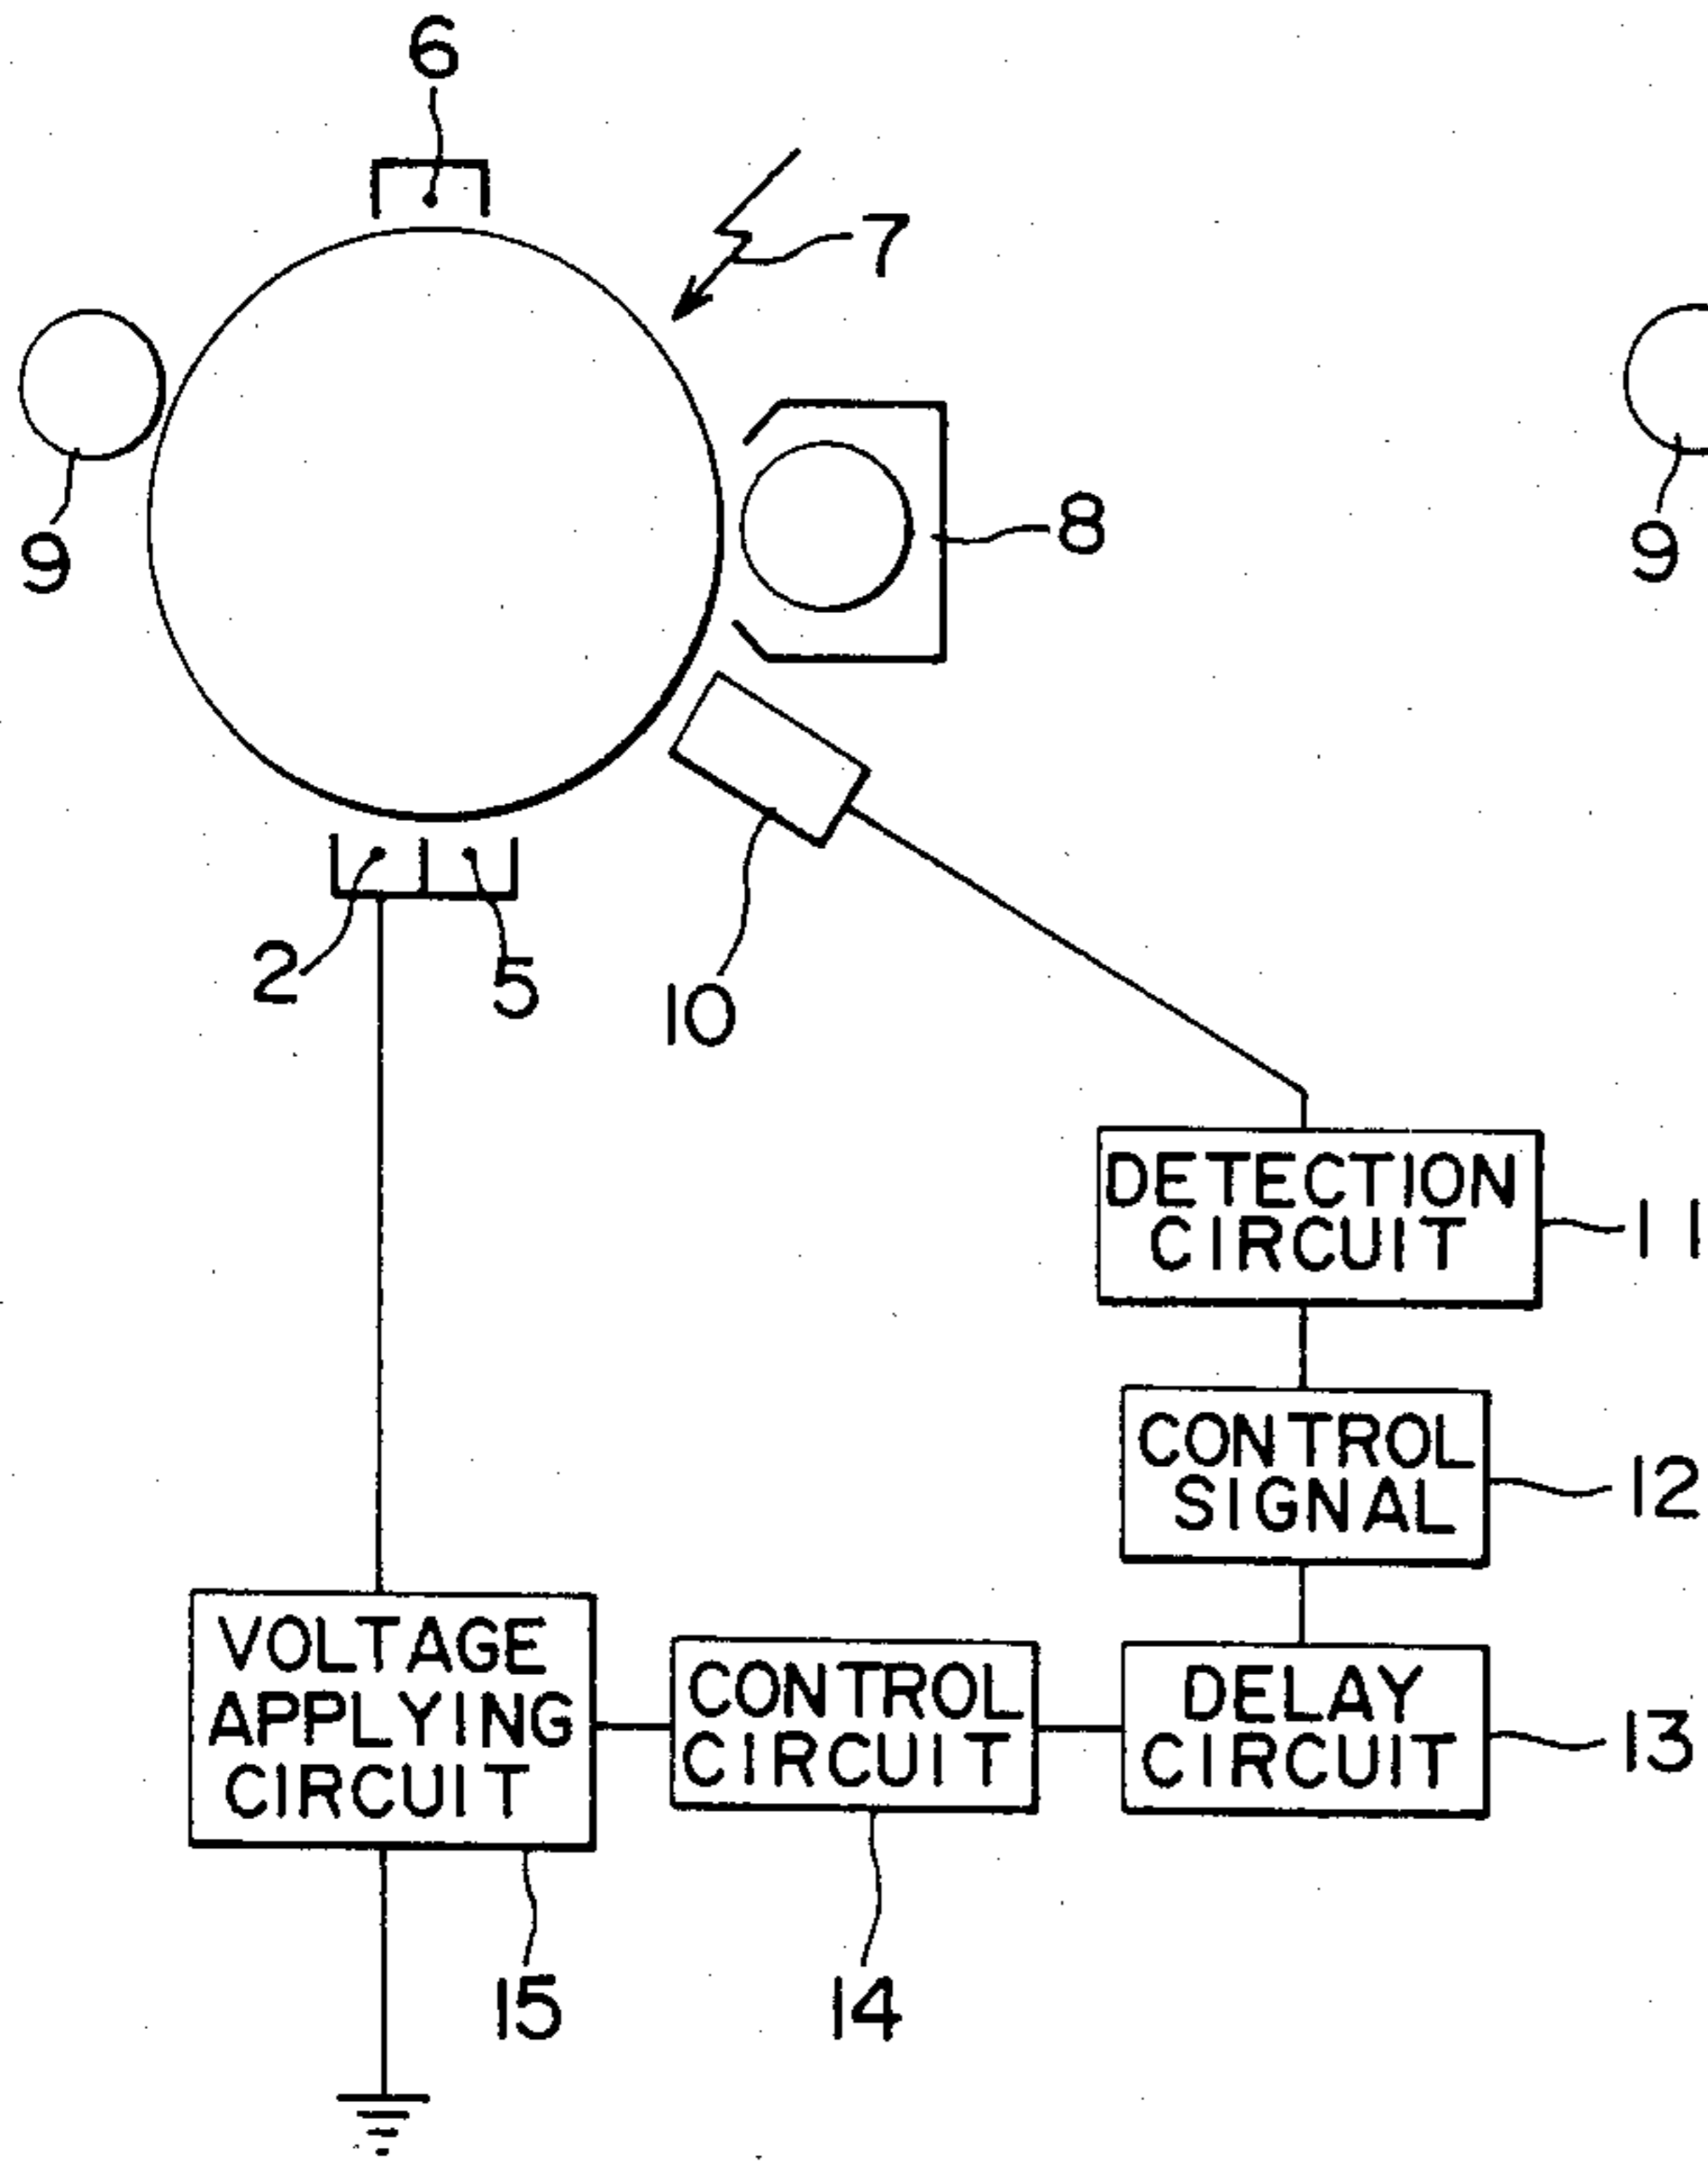 6
7
9
8
9
2
5
10
DETECTION
CIRCUIT
11
CONTROL
SIGNAL
12
VOLTAGE
APPLYING
CIRCUIT
CONTROL
CIRCUIT
DELAY
CIRCUIT
13
15
14